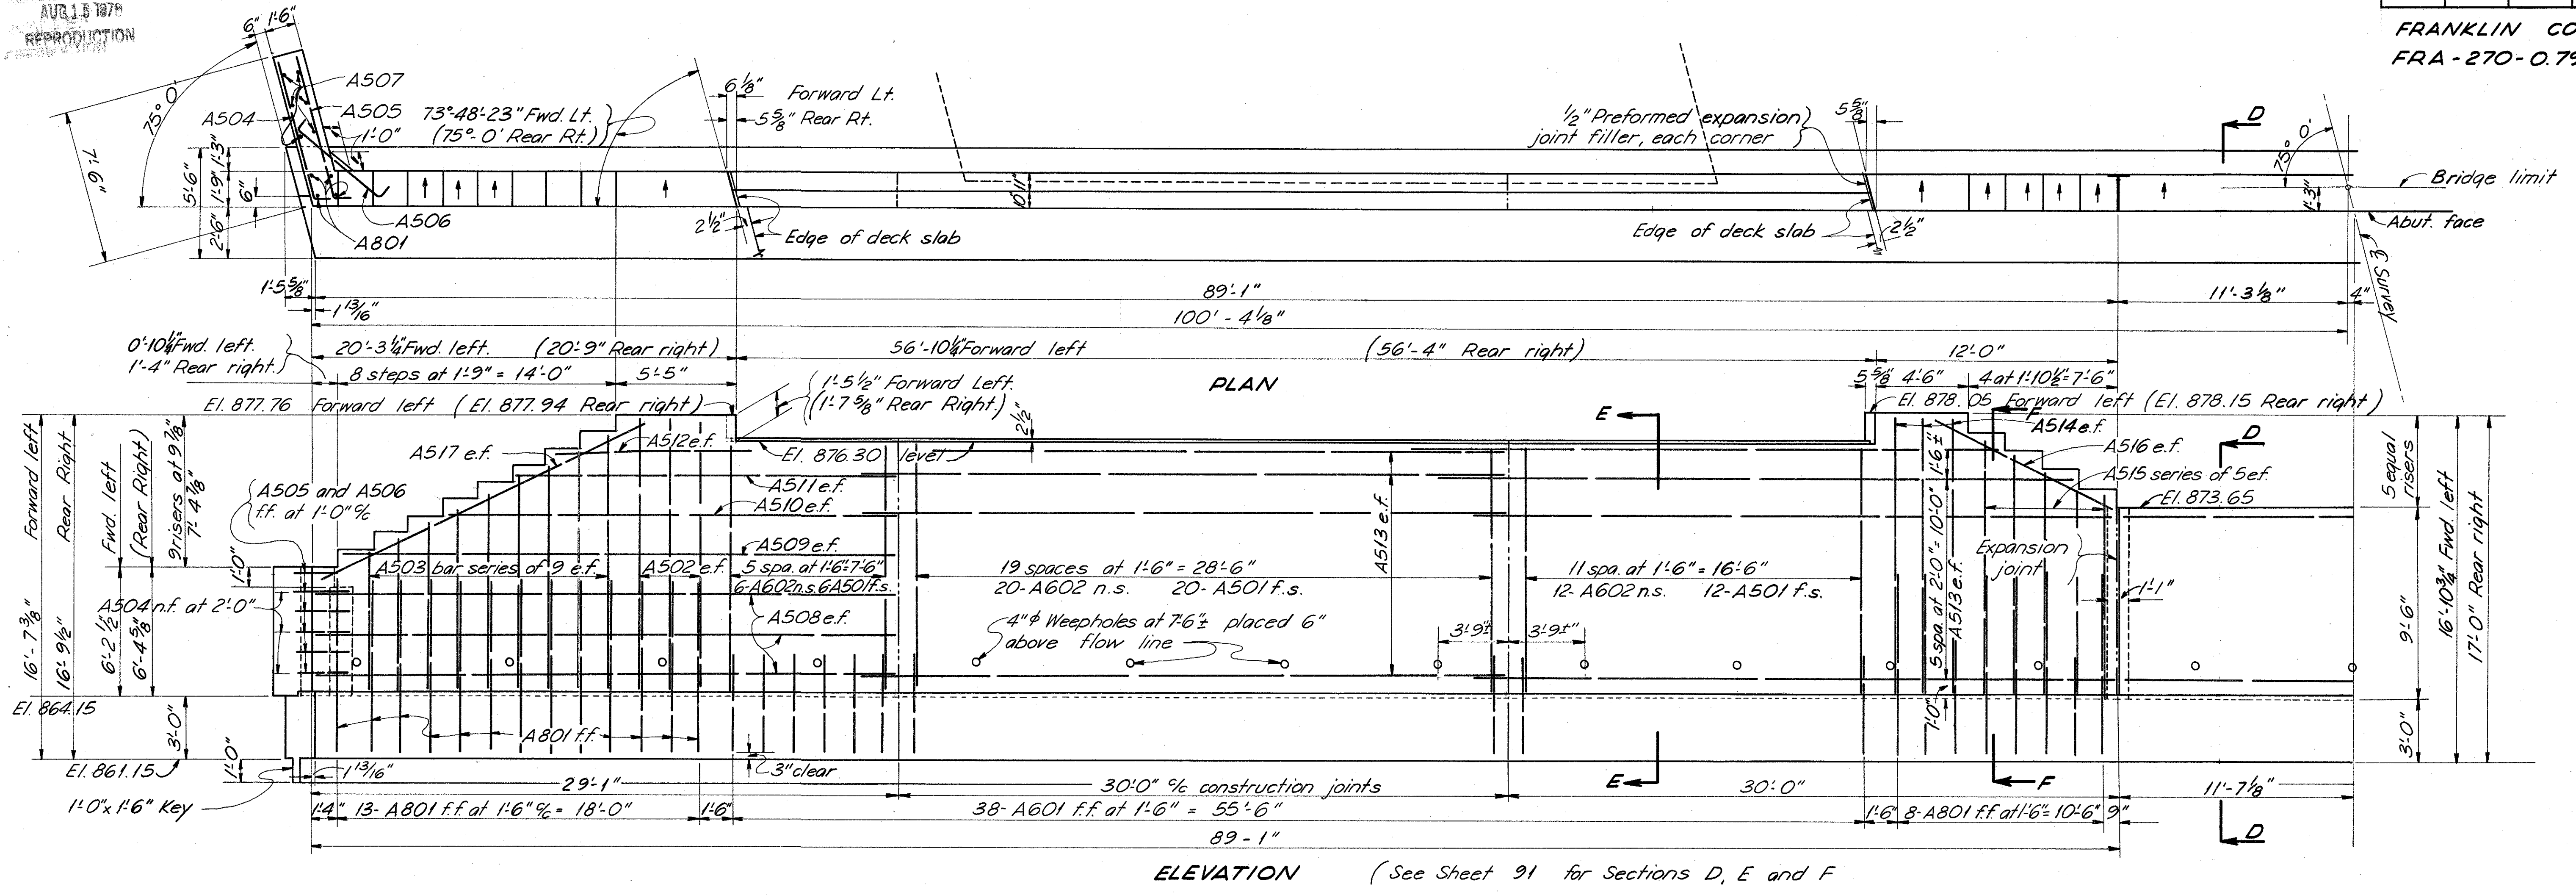 AUG 15 1979
REPRODUCTION
FRANKLIN CO
FRA-270-0.79
6" 1'-6"
A507
A504
A505
1'-0"
75° 0'
7'-6"
73°-48'-23" Fwd. Lt.
(75°-0' Rear Rt.)
6 1/8" Forward Lt.
5 5/8" Rear Rt.
1/2" Preformed expansion
joint filler, each corner
5 5/8"
D
75° 0'
5'-6"
1'-3"
1'-9"
6"
2'-6"
A506
A801
10" 11"
2 1/2"
Edge of deck slab
Edge of deck slab
2 1/2"
1'-3"
Bridge limit
Abut. face
℄ Survey
1'-5 5/8"
89'-1"
11'-3 1/8"
4"
1 13/16"
100'-4 1/8"
0'-10 1/4" Fwd. left.
1'-4" Rear right.
20'-3 1/4" Fwd. left. (20'-9" Rear right)
56'-10 1/4" Forward left (56'-4" Rear right)
12'-0"
8 steps at 1'-9" = 14'-0"
5'-5"
1'-5 1/2" Forward Left.
(1'-7 5/8" Rear Right.)
PLAN
5 5/8" 4'-6" 4 at 1'-10 1/2" = 7'-6"
El. 877.76 Forward left (El. 877.94 Rear right)
El. 878.05 Forward left (El. 878.15 Rear right)
E
F
2 1/2"
A517 e.f.
A512 e.f.
El. 876.30 level
A514 e.f.
A516 e.f.
D
A515 series of 5 e.f.
El. 873.65
A511 e.f.
A510 e.f.
A505 and A506
f.f. at 1'-0" c/c
A509 e.f.
A513 e.f.
Expansion
joint
A503 bar series of 9 e.f.
A502 e.f.
5 spa. at 1'-6"=7'-6"
6-A602 n.s. 6 A501 f.s.
19 spaces at 1'-6" = 28'-6"
20-A602 n.s. 20-A501 f.s.
11 spa. at 1'-6" = 16'-6"
12-A602 n.s. 12-A501 f.s.
1'-6"±
5 spa. at 2'-0" = 10'-0"
A513 e.f.
1'-0"
1'-1"
A504 n.f. at 2'-0"
1'-0"
A508 e.f.
4"ϕ Weepholes at 7'-6"± placed 6"
above flow line
3'-9"±
3'-9"±
16'-7 3/8" Forward left
16'-9 1/2" Rear Right
6'-2 1/2" Fwd. left
6'-4 5/8" (Rear Right)
9 risers at 9 7/8"
7'-4 7/8"
5 equal
risers
9'-6"
3'-0"
16'-10 3/4" Fwd left
17'-0" Rear right
El. 864.15
3'-0"
El. 861.15
1'-0"
A801 f.f.
1 13/16"
3" clear
1'-0" x 1'-6" Key
29'-1"
30'-0" c/c construction joints
E
30'-0"
F
11'-7 1/8"
1'-4" 13-A801 f.f. at 1'-6" c/c = 18'-0" 1'-6"
38-A601 f.f. at 1'-6" = 55'-6"
1'-6" 8-A801 f.f. at 1'-6" = 10'-6" 9"
89'-1"
D
ELEVATION (See Sheet 91 for Sections D, E and F